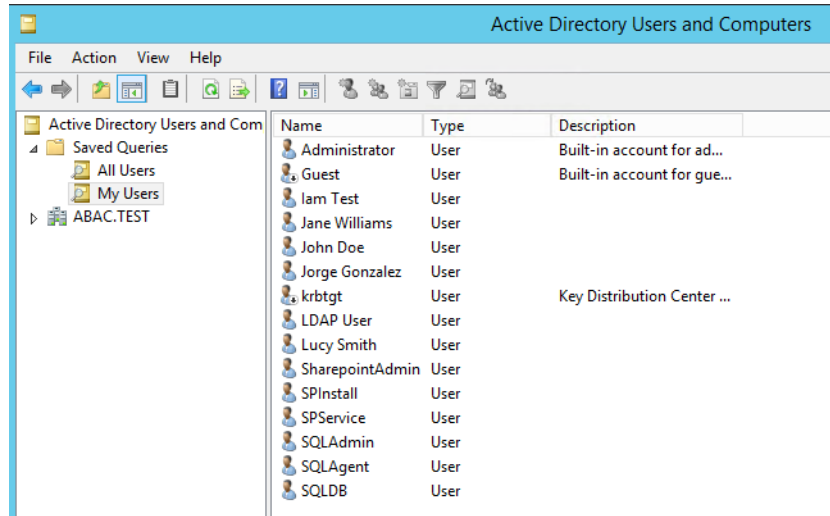 Active Directory Users and Computers
File Action View Help
Active Directory Users and Com
Saved Queries
All Users
My Users
ABAC.TEST
Name Type Description
Administrator User Built-in account for ad...
Guest User Built-in account for gue...
Iam Test User
Jane Williams User
John Doe User
Jorge Gonzalez User
krbtgt User Key Distribution Center ...
LDAP User User
Lucy Smith User
SharepointAdmin User
SPInstall User
SPService User
SQLAdmin User
SQLAgent User
SQLDB User